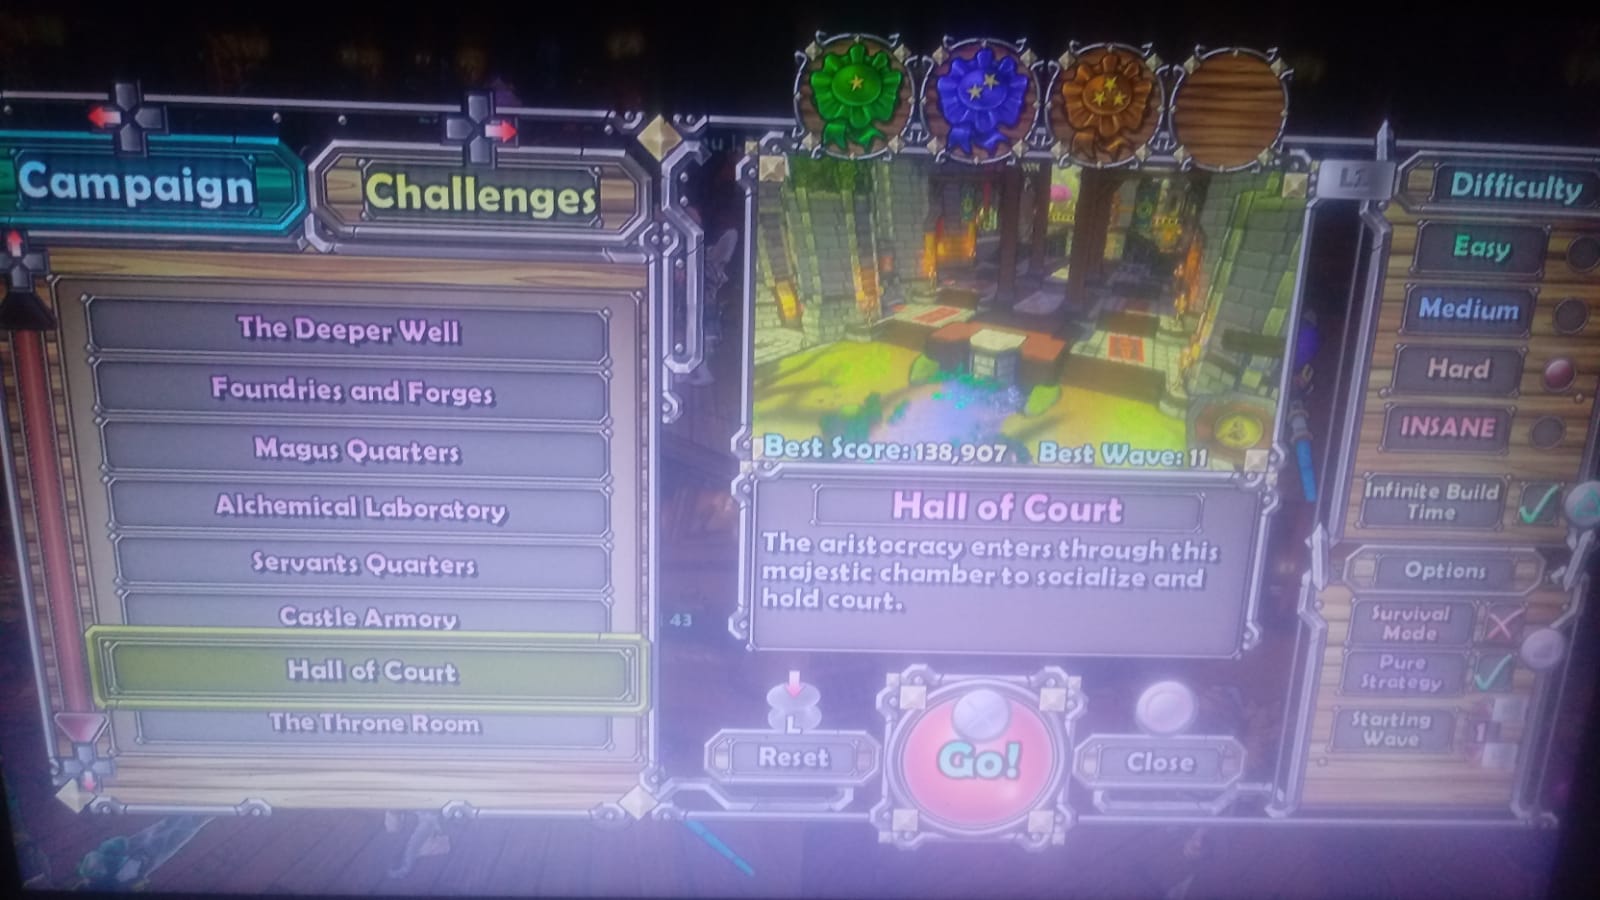 Campaign
Challenges
The Deeper Well
Foundries and Forges
Magus Quarters
Alchemical Laboratory
Servants Quarters
Castle Armory
Hall of Court
The Throne Room
43
Best Score: 138,907 Best Wave: 11
Hall of Court
The aristocracy enters through this
majestic chamber to socialize and
hold court.
L
Reset
Go!
Close
Difficulty
Easy
Medium
Hard
INSANE
Infinite Build
Time
Options
Survival
Mode
Pure
Strategy
Starting
Wave
1